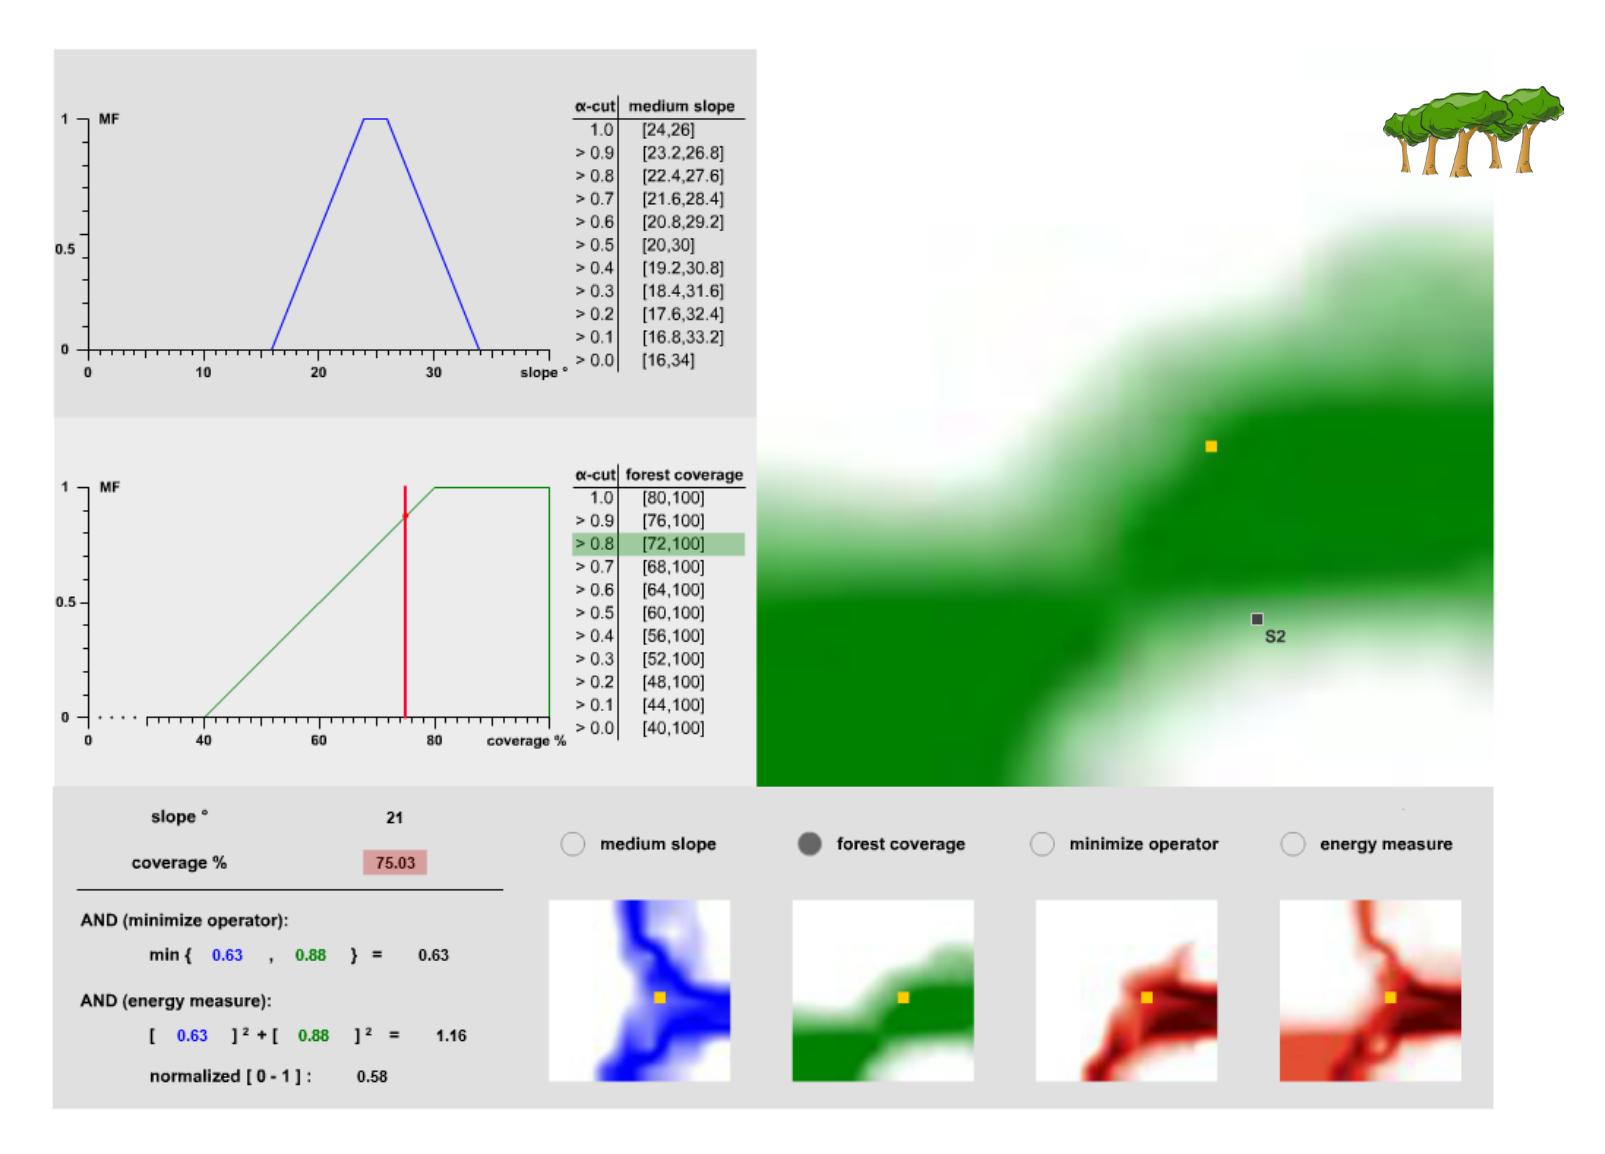 α-cut medium slope
1 MF
1.0 [24,26]
> 0.9 [23.2,26.8]
> 0.8 [22.4,27.6]
> 0.7 [21.6,28.4]
> 0.6 [20.8,29.2]
0.5
> 0.5 [20,30]
> 0.4 [19.2,30.8]
> 0.3 [18.4,31.6]
> 0.2 [17.6,32.4]
> 0.1 [16.8,33.2]
0
> 0.0 [16,34]
0 10 20 30 slope °
α-cut forest coverage
1 MF
1.0 [80,100]
> 0.9 [76,100]
> 0.8 [72,100]
> 0.7 [68,100]
> 0.6 [64,100]
0.5
> 0.5 [60,100]
> 0.4 [56,100]
> 0.3 [52,100]
> 0.2 [48,100]
> 0.1 [44,100]
0 . . . .
> 0.0 [40,100]
0 40 60 80 coverage %
S2
slope ° 21
coverage % 75.03
AND (minimize operator):
min { 0.63 , 0.88 } = 0.63
AND (energy measure):
[ 0.63 ] ² + [ 0.88 ] ² = 1.16
normalized [ 0 - 1 ] : 0.58
medium slope
forest coverage
minimize operator
energy measure